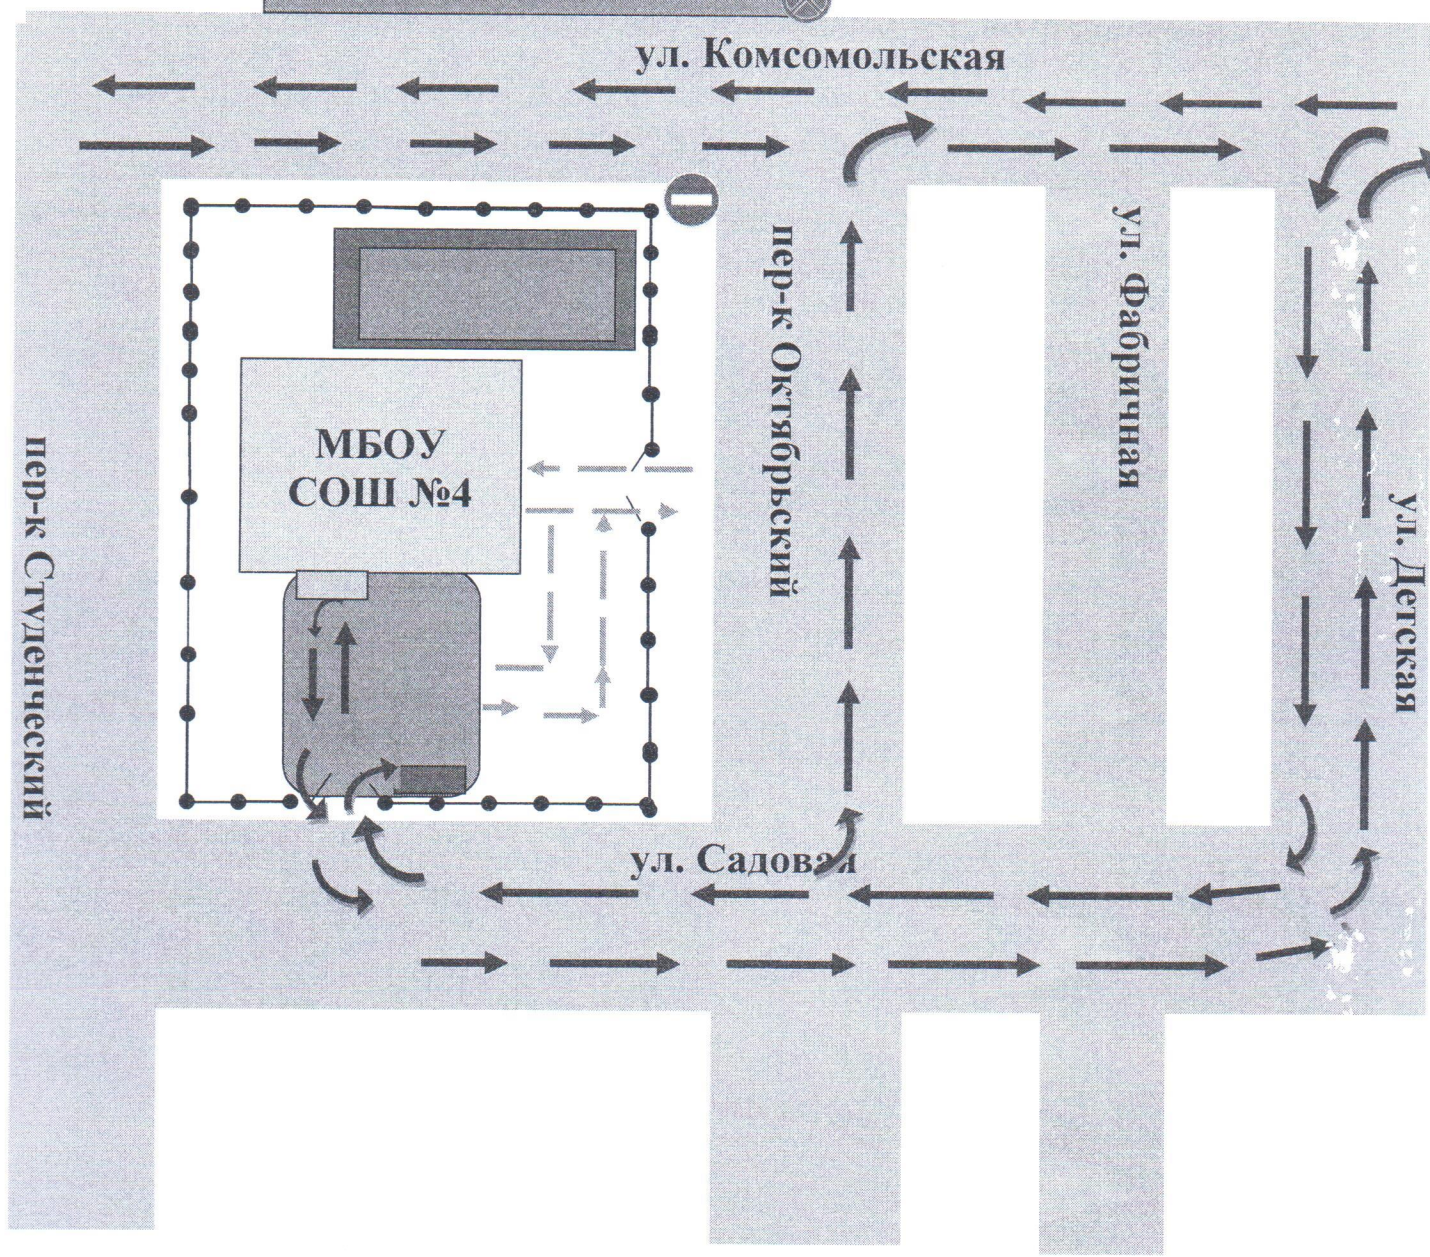 ул. Комсомольская
пер-к Студенческий
МБОУ
СОШ №4
пер-к Октябрьский
ул. Фабричная
ул. Детская
ул. Садовая